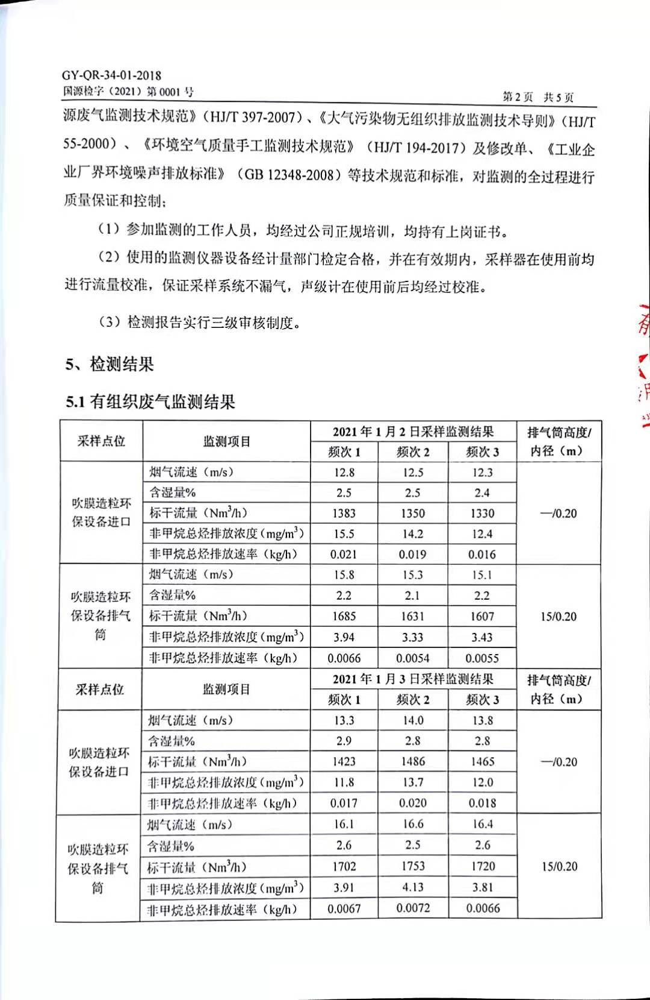 GY-QR-34-01-2018
国源检字（2021）第 0001 号
第 2 页 共 5 页
源废气监测技术规范》（HJ/T 397-2007）、《大气污染物无组织排放监测技术导则》（HJ/T
55-2000）、《环境空气质量手工监测技术规范》（HJ/T 194-2017）及修改单、《工业企
业厂界环境噪声排放标准》（GB 12348-2008）等技术规范和标准，对监测的全过程进行
质量保证和控制；
（1）参加监测的工作人员，均经过公司正规培训，均持有上岗证书。
（2）使用的监测仪器设备经计量部门检定合格，并在有效期内，采样器在使用前均
进行流量校准，保证采样系统不漏气，声级计在使用前后均经过校准。
（3）检测报告实行三级审核制度。
5、检测结果
5.1 有组织废气监测结果
采样点位 监测项目 2021 年 1 月 2 日采样监测结果 排气筒高度/
频次 1 频次 2 频次 3 内径（m）
烟气流速（m/s） 12.8 12.5 12.3
含湿量% 2.5 2.5 2.4
吹膜造粒环
保设备进口
标干流量（Nm³/h） 1383 1350 1330 —/0.20
非甲烷总烃排放浓度（mg/m³） 15.5 14.2 12.4
非甲烷总烃排放速率（kg/h） 0.021 0.019 0.016
烟气流速（m/s） 15.8 15.3 15.1
含湿量% 2.2 2.1 2.2
吹膜造粒环
保设备排气
筒
标干流量（Nm³/h） 1685 1631 1607 15/0.20
非甲烷总烃排放浓度（mg/m³） 3.94 3.33 3.43
非甲烷总烃排放速率（kg/h） 0.0066 0.0054 0.0055
采样点位 监测项目 2021 年 1 月 3 日采样监测结果 排气筒高度/
频次 1 频次 2 频次 3 内径（m）
烟气流速（m/s） 13.3 14.0 13.8
含湿量% 2.9 2.8 2.8
吹膜造粒环
保设备进口
标干流量（Nm³/h） 1423 1486 1465 —/0.20
非甲烷总烃排放浓度（mg/m³） 11.8 13.7 12.0
非甲烷总烃排放速率（kg/h） 0.017 0.020 0.018
烟气流速（m/s） 16.1 16.6 16.4
含湿量% 2.6 2.5 2.6
吹膜造粒环
保设备排气
筒
标干流量（Nm³/h） 1702 1753 1720 15/0.20
非甲烷总烃排放浓度（mg/m³） 3.91 4.13 3.81
非甲烷总烃排放速率（kg/h） 0.0067 0.0072 0.0066